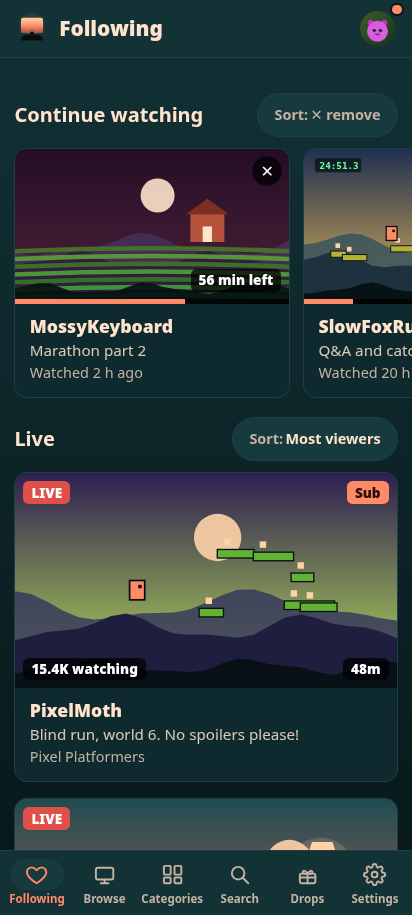 Following
Continue watching
Sort: ✕ remove
✕
56 min left
MossyKeyboard
Marathon part 2
Watched 2 h ago
24:51.3
SlowFoxRu
Q&A and catc
Watched 20 h
Live
Sort: Most viewers
LIVE
Sub
15.4K watching
48m
PixelMoth
Blind run, world 6. No spoilers please!
Pixel Platformers
LIVE
Following
Browse
Categories
Search
Drops
Settings